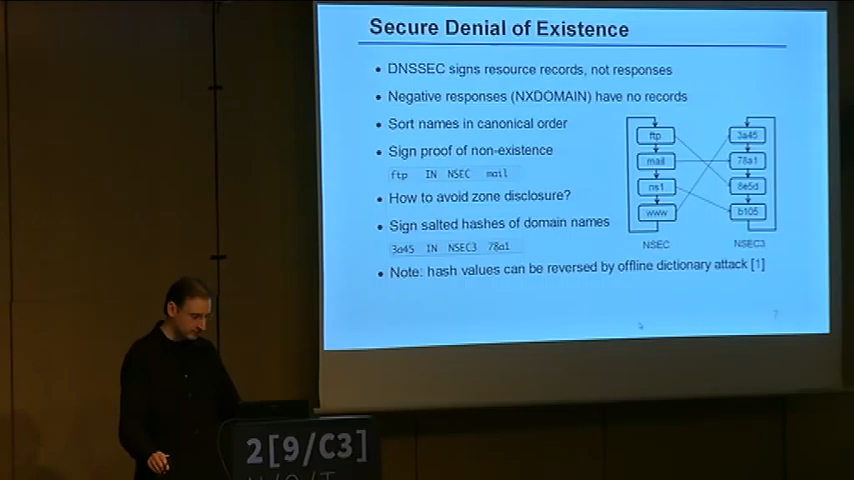 Secure Denial of Existence
DNSSEC signs resource records, not responses
Negative responses (NXDOMAIN) have no records
Sort names in canonical order
Sign proof of non-existence
ftp IN NSEC mail
How to avoid zone disclosure?
Sign salted hashes of domain names
3a45 IN NSEC3 78a1
Note: hash values can be reversed by offline dictionary attack [1]
ftp
mail
ns1
www
NSEC
3a45
78a1
8e5d
b105
NSEC3
7
2[9/C3]